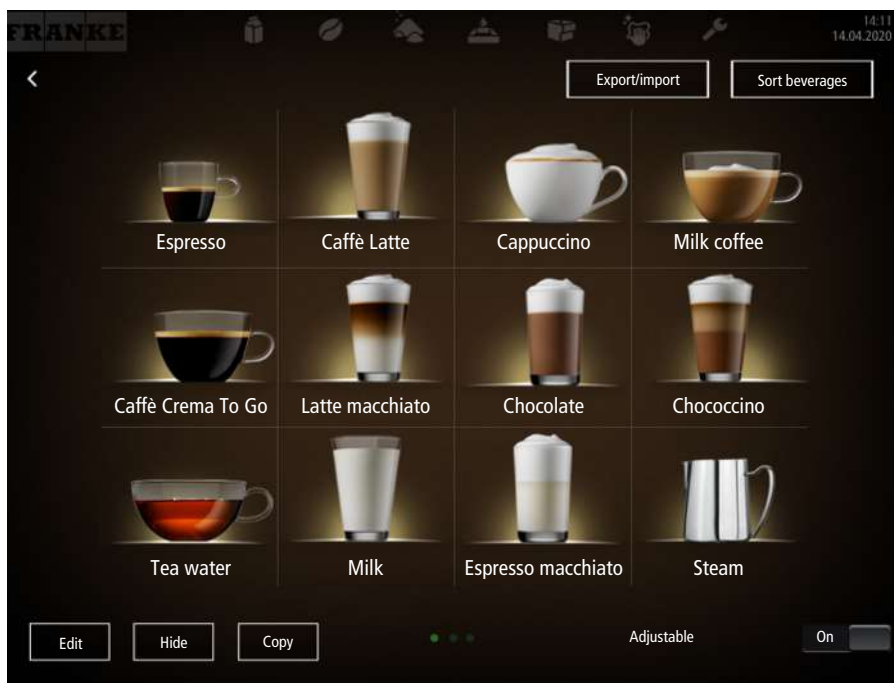 FRANKE
14:11
14.04.2020
Export/import
Sort beverages
Espresso
Caffè Latte
Cappuccino
Milk coffee
Caffè Crema To Go
Latte macchiato
Chocolate
Chococcino
Tea water
Milk
Espresso macchiato
Steam
Edit
Hide
Copy
Adjustable
On